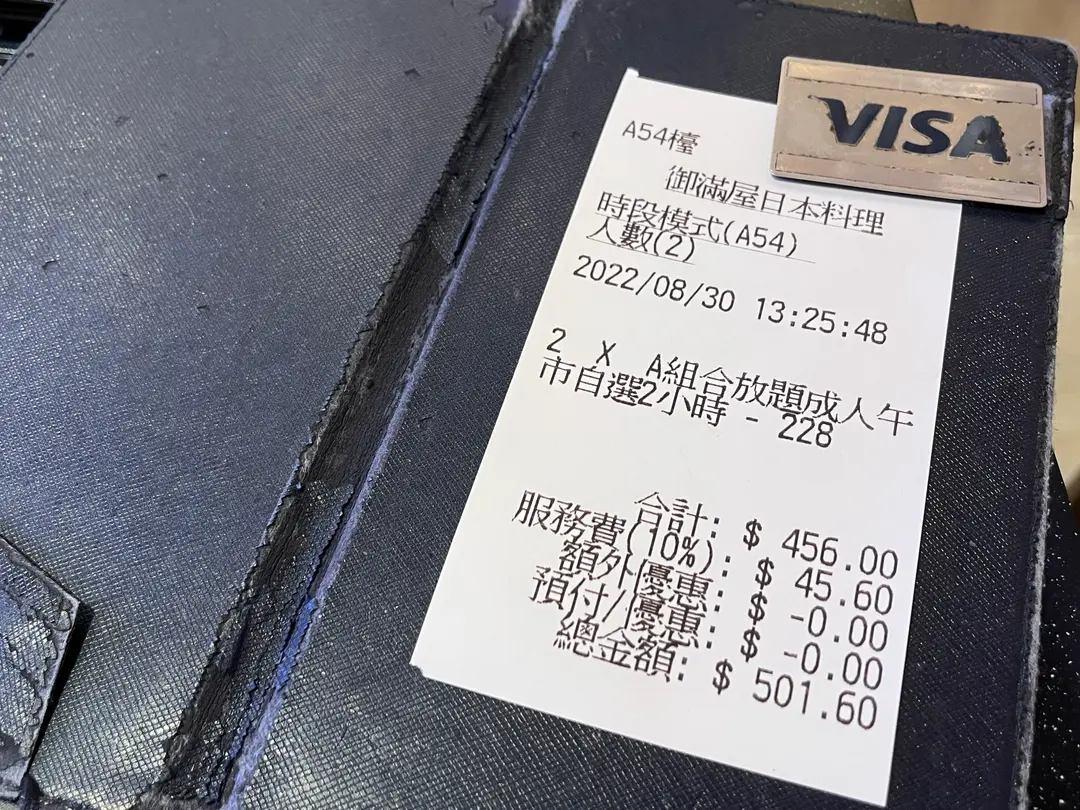 VISA
A54檯
御滿屋日本料理
時段模式(A54)
人數(2)
2022/08/30 13:25:48
2 X A組合放題成人午
市自選2小時 - 228
合計: $ 456.00
服務費(10%): $ 45.60
額外優惠: $ -0.00
預付/優惠: $ -0.00
總金額: $ 501.60